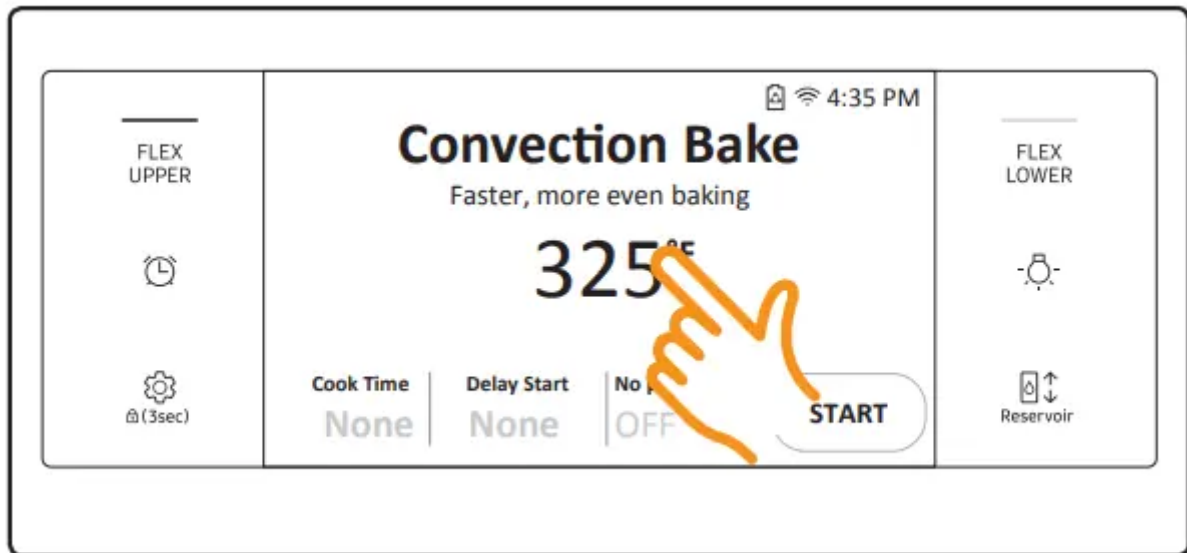 4:35 PM
FLEX
UPPER
Convection Bake
Faster, more even baking
FLEX
LOWER
325°F
Cook Time
None
Delay Start
None
No
OFF
START
(3sec)
Reservoir